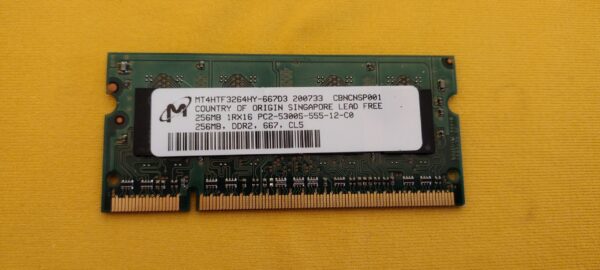 MT4HTF3264HY-667D3 200733 CBNCNSP001
COUNTRY OF ORIGIN SINGAPORE LEAD FREE
256MB 1RX16 PC2-5300S-555-12-C0
256MB, DDR2, 667, CL5